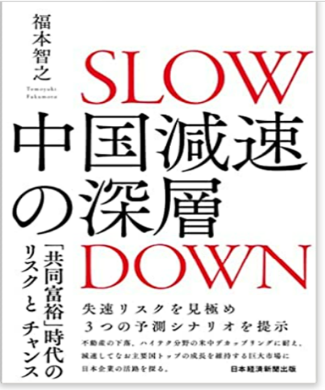 福本智之
Tomoyuki
Fukumoto
SLOW
中国減速
の深層
DOWN
「共同富裕」時代の
リスクとチャンス
失速リスクを見極め
3つの予測シナリオを提示
不動産の下落、ハイテク分野の米中デカップリングに耐え、
減速してなお主要国トップの成長を維持する巨大市場に
日本企業の活路を探る。
日本経済新聞出版